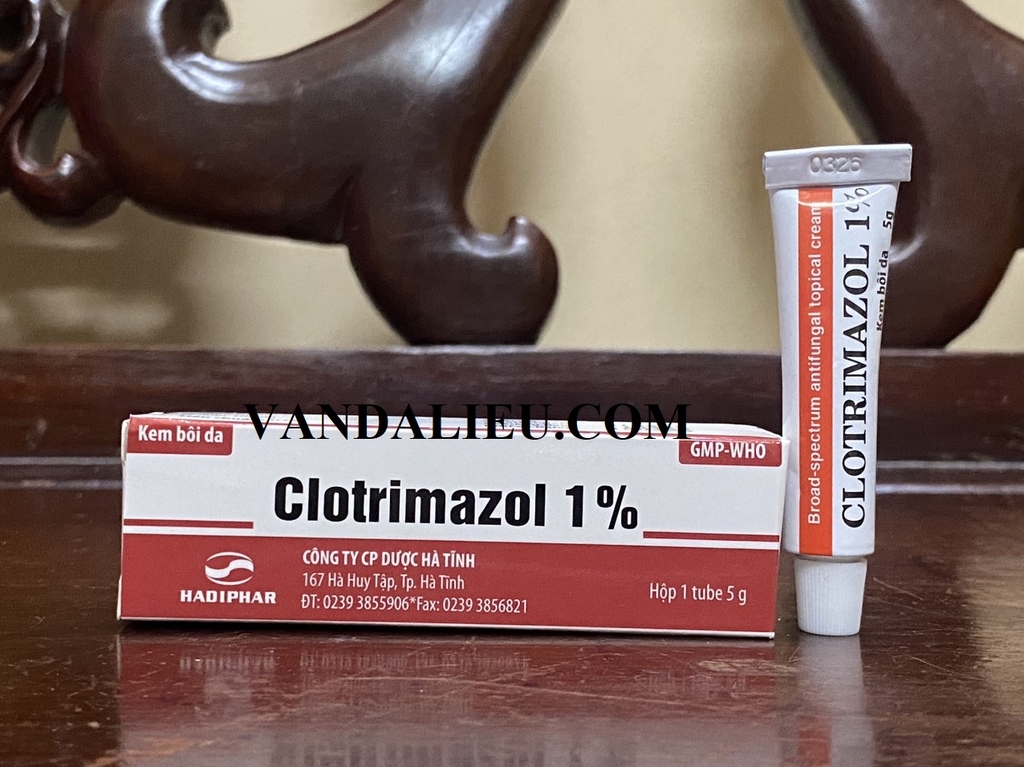 VANDALIEU.COM
Kem bôi da
GMP-WHO
Clotrimazol 1%
HADIPHAR
CÔNG TY CP DƯỢC HÀ TĨNH
167 Hà Huy Tập, Tp. Hà Tĩnh
ĐT: 0239 3855906*Fax: 0239 3856821
Hộp 1 tube 5 g
0326
Broad-spectrum antifungal topical cream
CLOTRIMAZOL 1%
Kem bôi da 5g